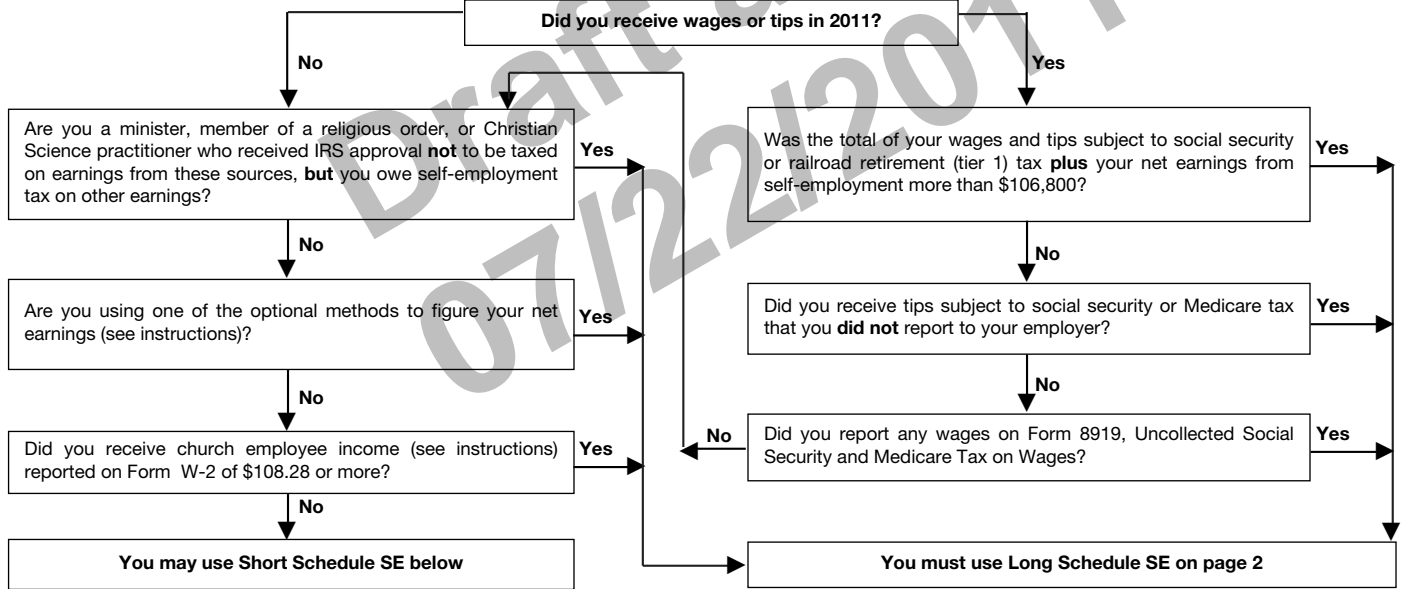 Did you receive wages or tips in 2011?
No
Yes
Are you a minister, member of a religious order, or Christian
Science practitioner who received IRS approval not to be taxed
on earnings from these sources, but you owe self-employment
tax on other earnings?
Yes
Was the total of your wages and tips subject to social security
or railroad retirement (tier 1) tax plus your net earnings from
self-employment more than $106,800?
Yes
No
No
Are you using one of the optional methods to figure your net
earnings (see instructions)?
Yes
Did you receive tips subject to social security or Medicare tax
that you did not report to your employer?
Yes
No
No
Did you receive church employee income (see instructions)
reported on Form W-2 of $108.28 or more?
Yes
No
Did you report any wages on Form 8919, Uncollected Social
Security and Medicare Tax on Wages?
Yes
No
You may use Short Schedule SE below
You must use Long Schedule SE on page 2
Draft
07/22/2011